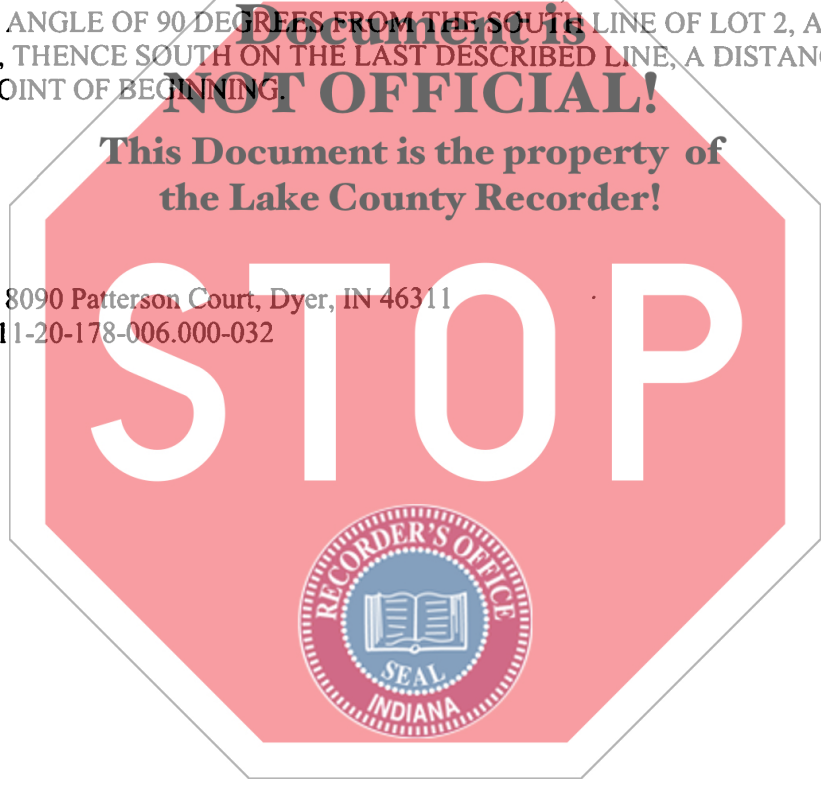 ANGLE OF 90 DEGREES FROM THE SOUTH LINE OF LOT 2, A
Document is
, THENCE SOUTH ON THE LAST DESCRIBED LINE, A DISTAN
OINT OF BEGINNING.
NOT OFFICIAL!
This Document is the property of
the Lake County Recorder!
8090 Patterson Court, Dyer, IN 46311
11-20-178-006.000-032
STOP
RECORDER'S OFFICE
SEAL
INDIANA